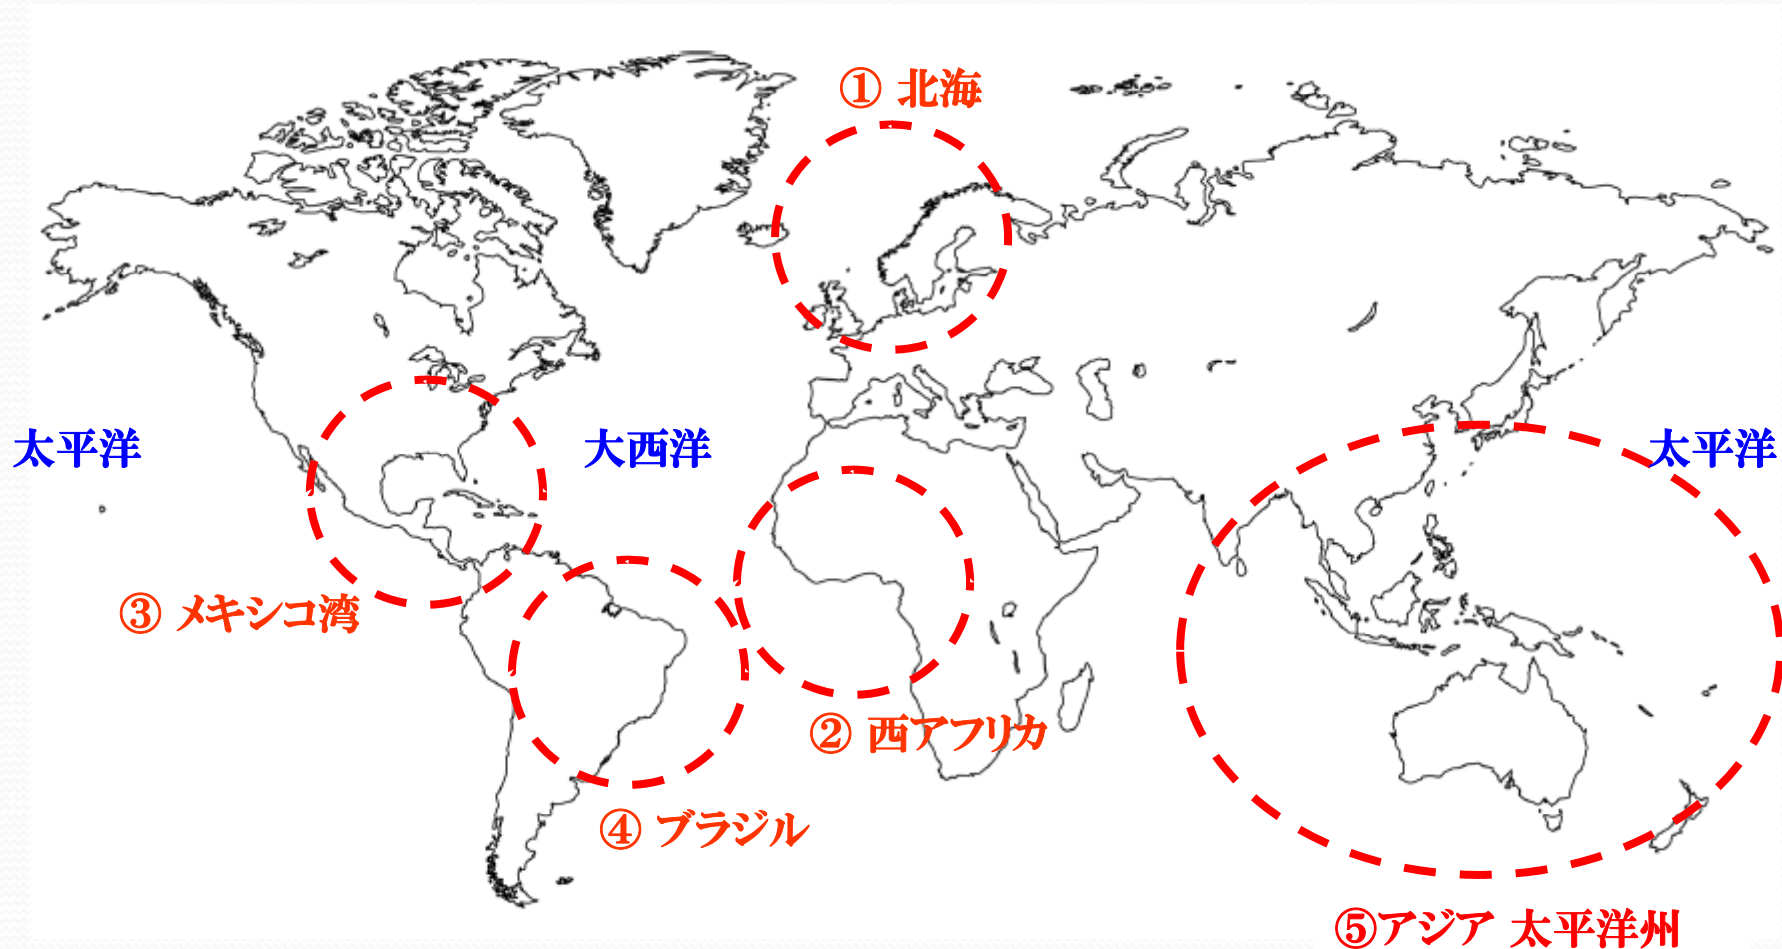 ① 北海
太平洋
大西洋
太平洋
③ メキシコ湾
② 西アフリカ
④ ブラジル
⑤アジア 太平洋州